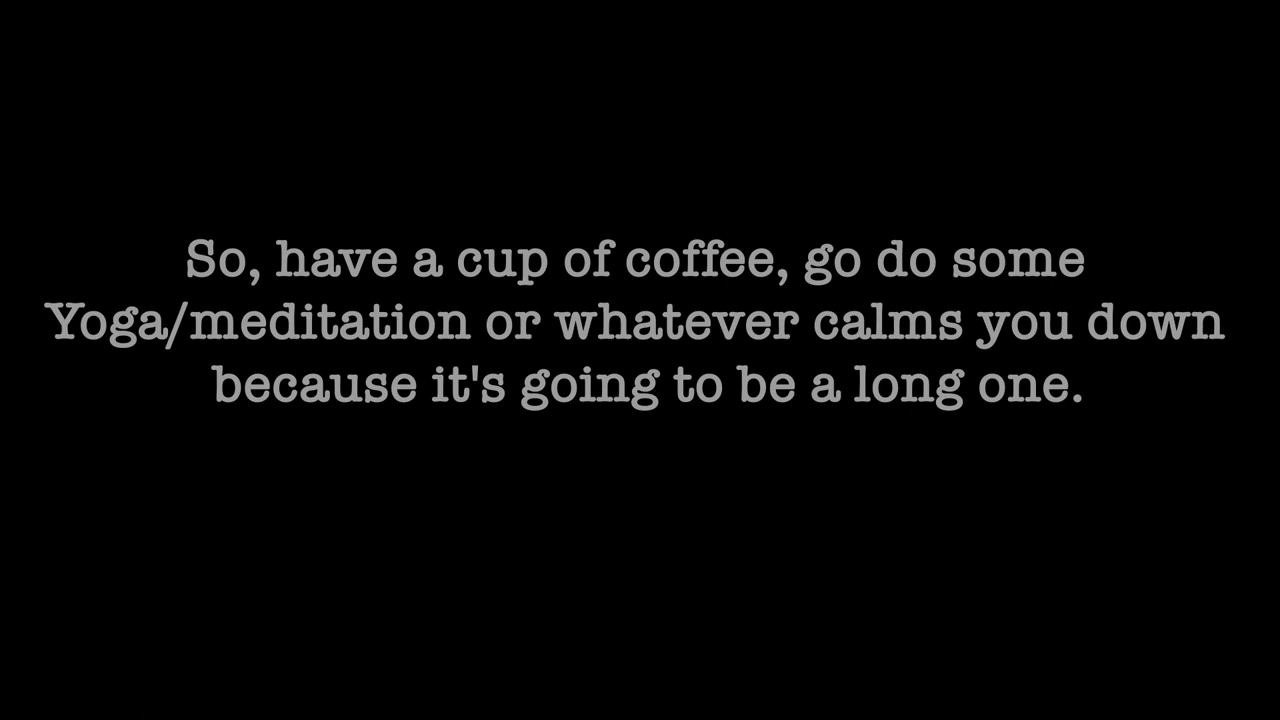 So, have a cup of coffee, go do some
Yoga/meditation or whatever calms you down
because it's going to be a long one.